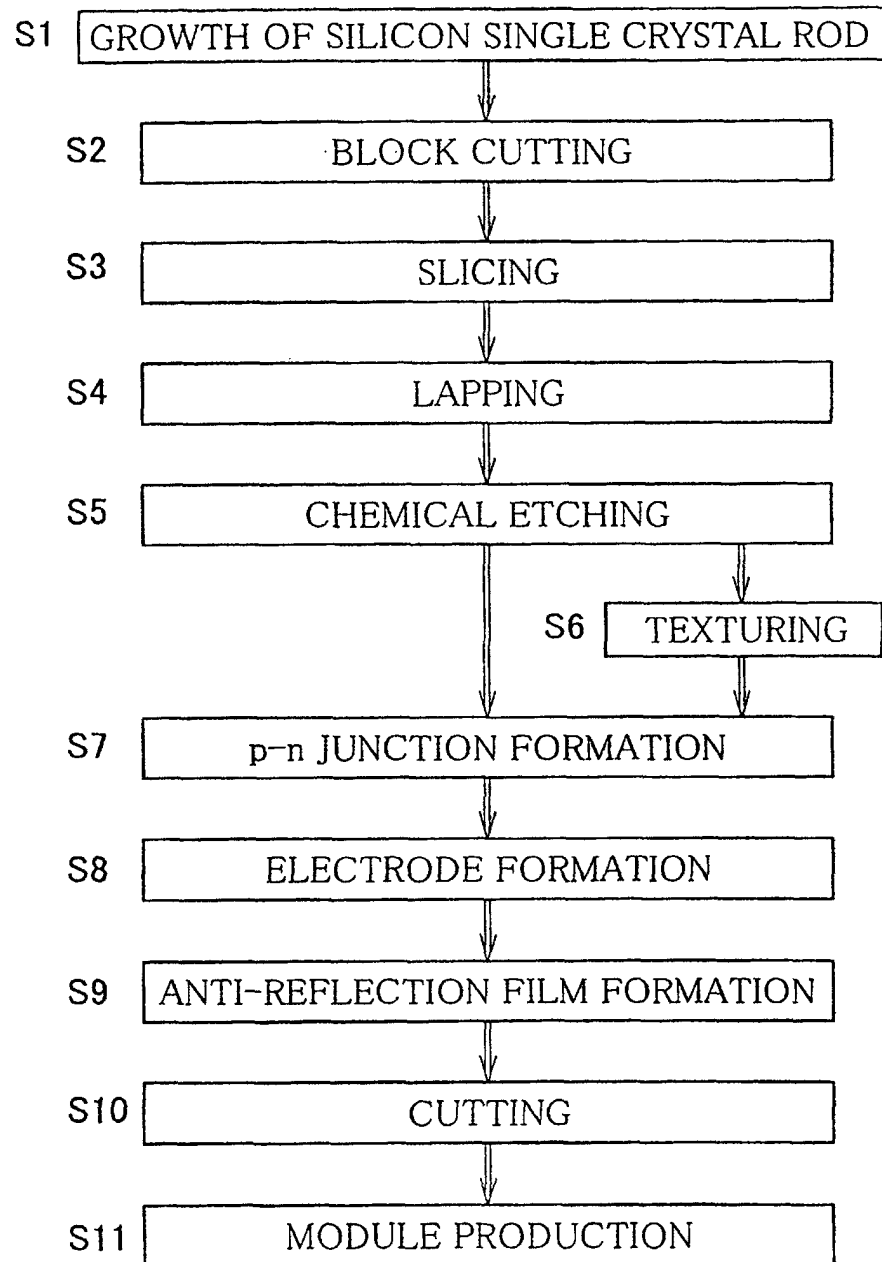 S1 GROWTH OF SILICON SINGLE CRYSTAL ROD
S2 BLOCK CUTTING
S3 SLICING
S4 LAPPING
S5 CHEMICAL ETCHING
S6 TEXTURING
S7 p-n JUNCTION FORMATION
S8 ELECTRODE FORMATION
S9 ANTI-REFLECTION FILM FORMATION
S10 CUTTING
S11 MODULE PRODUCTION